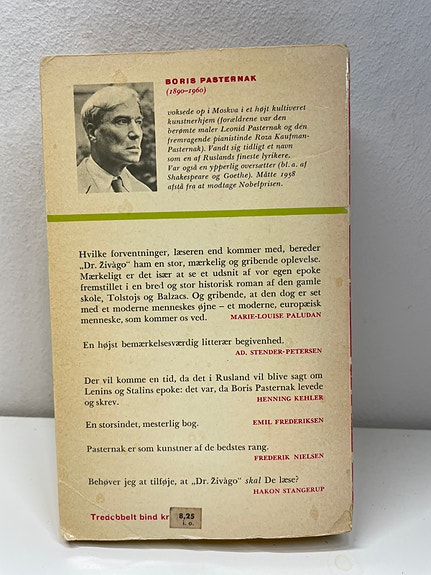 BORIS PASTERNAK
(1890-1960)
voksede op i Moskva i et højt kultiveret
kunstnerhjem (forældrene var den
berømte maler Leonid Pasternak og den
fremragende pianistinde Roza Kaufman-
Pasternak). Vandt sig tidligt et navn
som en af Ruslands fineste lyrikere.
Var også en ypperlig oversætter (bl. a. af
Shakespeare og Goethe). Måtte 1958
afstå fra at modtage Nobelprisen.
Hvilke forventninger, læseren end kommer med, bereder
„Dr. Živàgo“ ham en stor, mærkelig og gribende oplevelse.
Mærkeligt er det især at se et udsnit af vor egen epoke
fremstillet i en bred og stor historisk roman af den gamle
skole, Tolstojs og Balzacs. Og gribende, at den dog er set
med et moderne menneskes øjne – et moderne, europæisk
menneske, som kommer os ved. MARIE-LOUISE PALUDAN
En højst bemærkelsesværdig litterær begivenhed.
AD. STENDER-PETERSEN
Der vil komme en tid, da det i Rusland vil blive sagt om
Lenins og Stalins epoke: det var, da Boris Pasternak levede
og skrev. HENNING KEHLER
En storsindet, mesterlig bog. EMIL FREDERIKSEN
Pasternak er som kunstner af de bedstes rang.
FREDERIK NIELSEN
Behøver jeg at tilføje, at „Dr. Živàgo“ skal De læse?
HAKON STANGERUP
Tredobbelt bind kr 8,25
i. o.